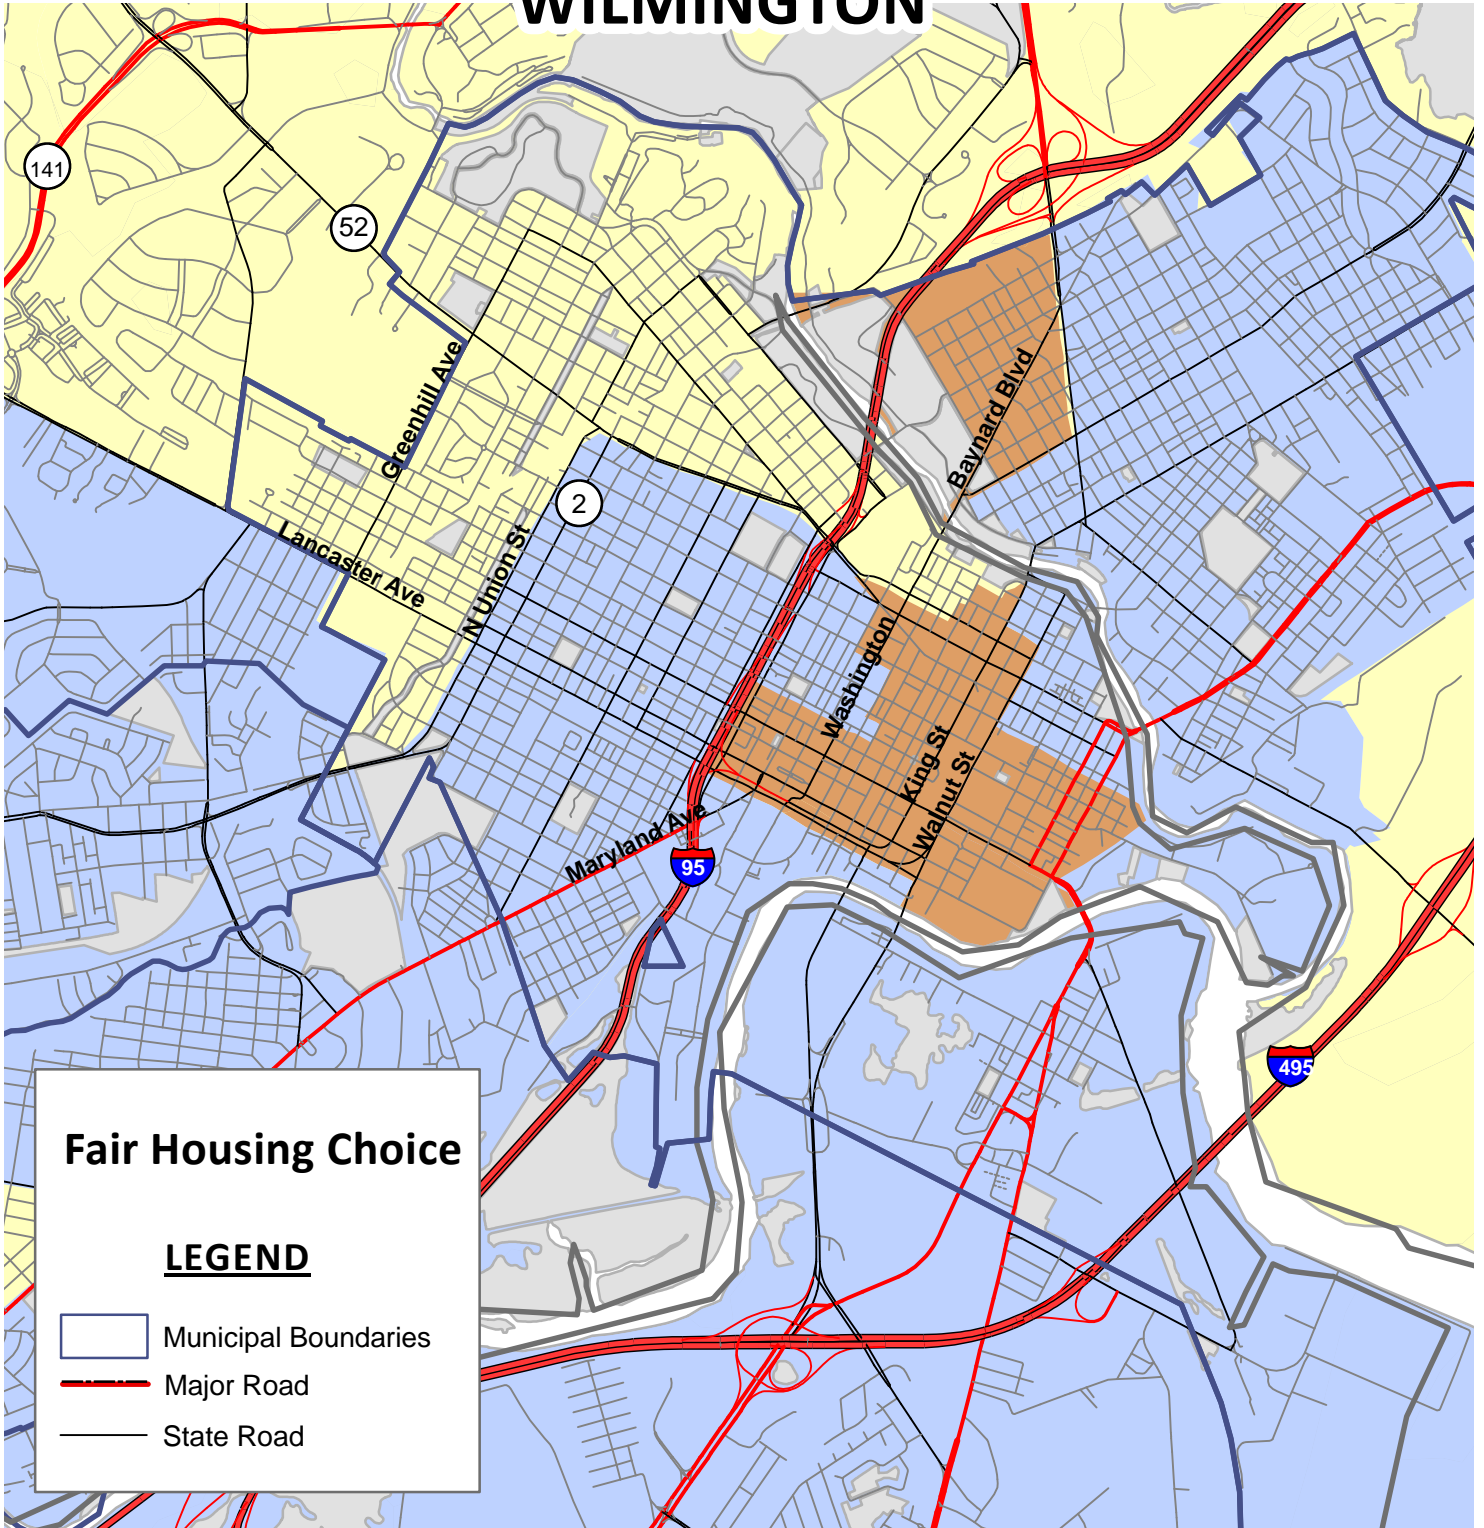 WILMINGTON
141
52
Greenhill Ave
Baynard Blvd
2
Lancaster Ave
N Union St
Washington
King St
Walnut St
Maryland Ave
95
495
Fair Housing Choice
LEGEND
Municipal Boundaries
Major Road
State Road